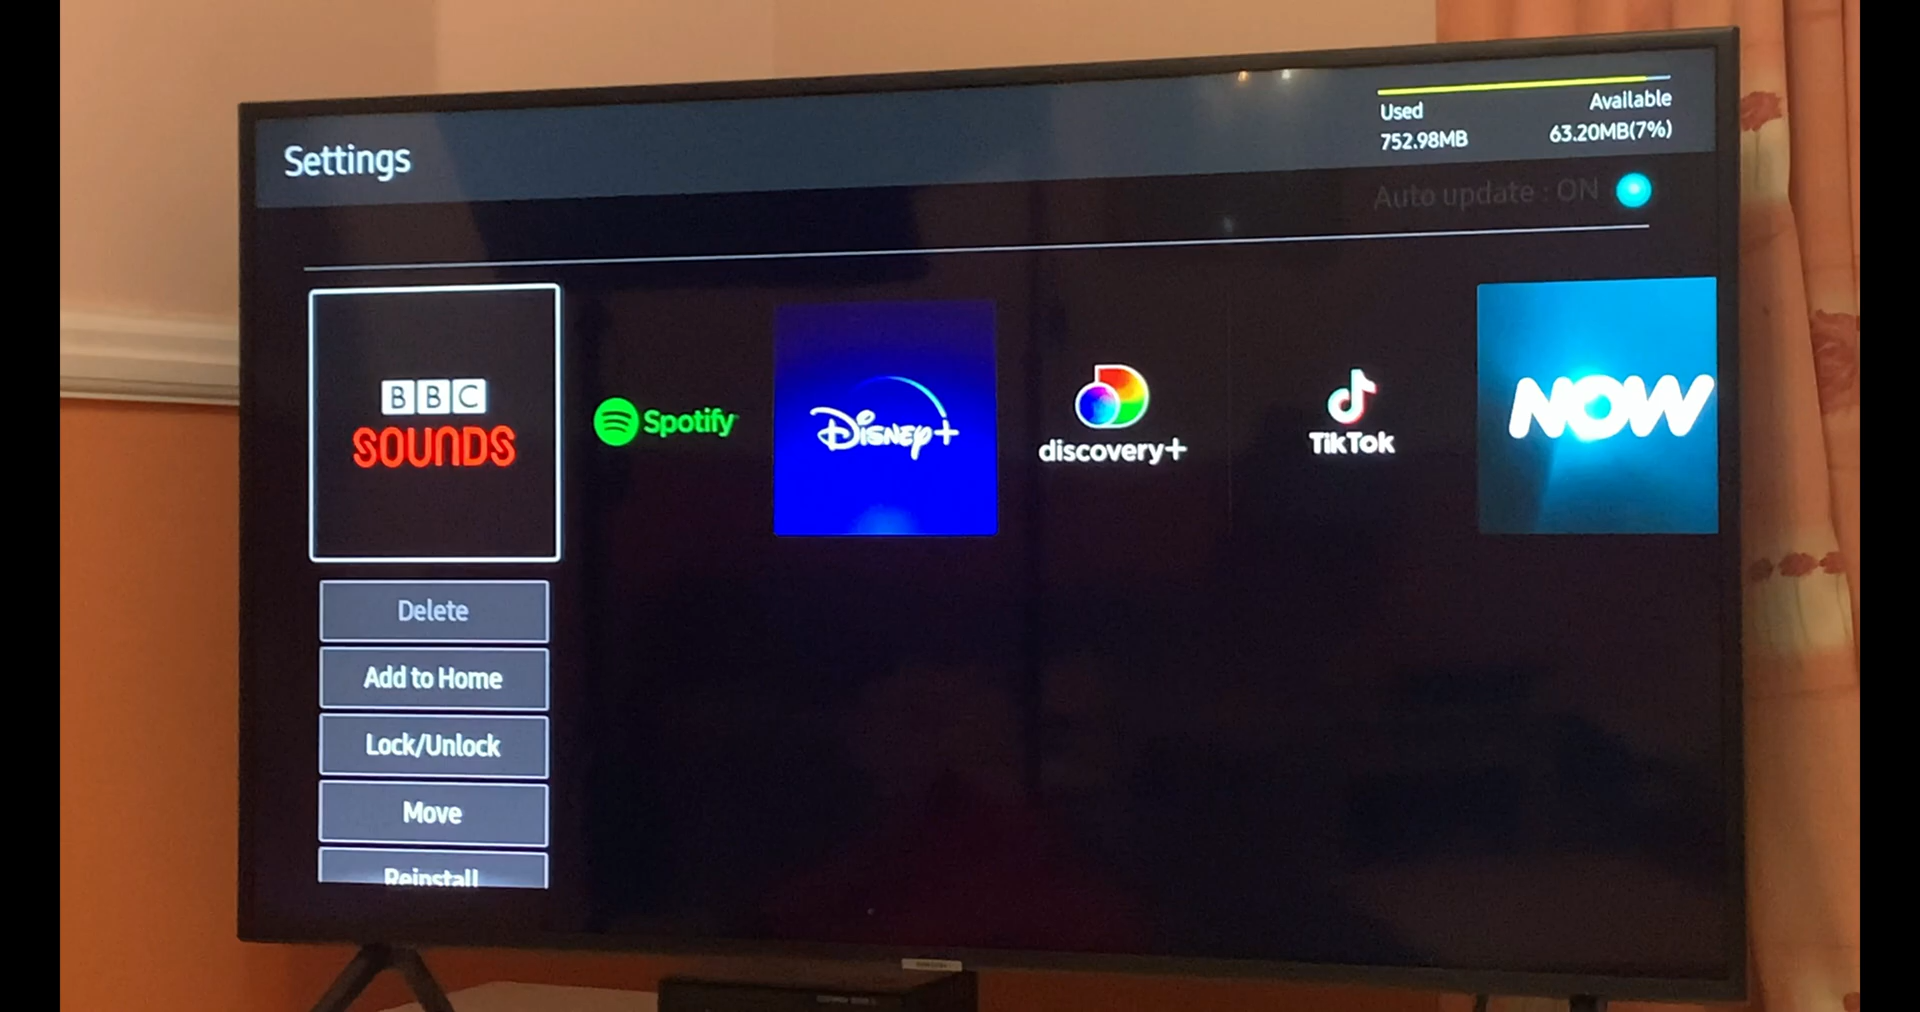 Settings
Used
Available
752.98MB
63.20MB(7%)
Auto update : ON
BBC
SOUNDS
Spotify
Disney+
discovery+
TikTok
NOW
Delete
Add to Home
Lock/Unlock
Move
Reinstall